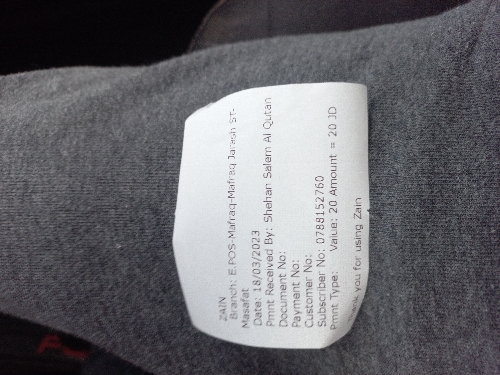 ZAIN
Branch: E.POS-Mafraq-Mafraq Jarash ST-
Masafat
Date: 18/03/2023
Pmnt Received By: Shehan Salem Al Qutan
Document No:
Payment No:
Customer No:
Subscriber No: 0788152760
Pmnt Type: Value: 20 Amount = 20 JD
Thank you for using Zain